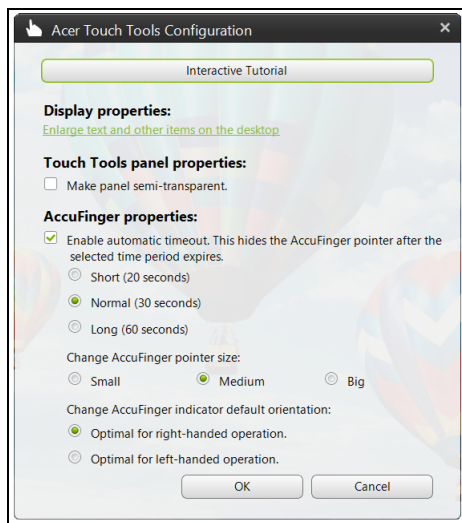 Acer Touch Tools Configuration
Interactive Tutorial
Display properties:
Enlarge text and other items on the desktop
Touch Tools panel properties:
Make panel semi-transparent.
AccuFinger properties:
Enable automatic timeout. This hides the AccuFinger pointer after the
selected time period expires.
Short (20 seconds)
Normal (30 seconds)
Long (60 seconds)
Change AccuFinger pointer size:
Small Medium Big
Change AccuFinger indicator default orientation:
Optimal for right-handed operation.
Optimal for left-handed operation.
OK Cancel